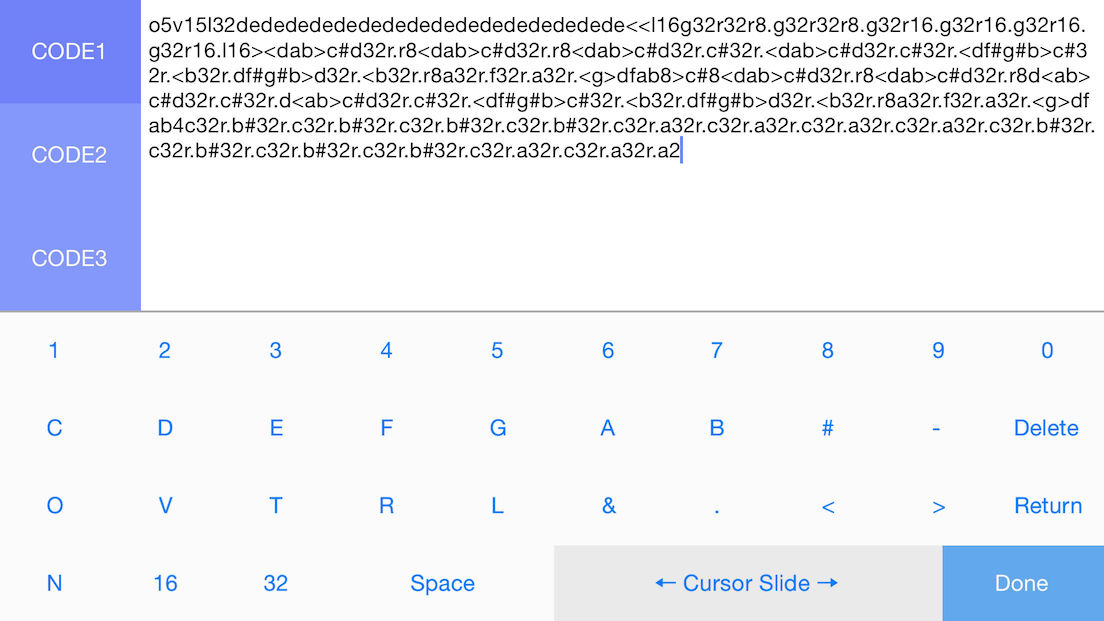 CODE1
CODE2
CODE3
o5v15l32dededededededededededededededede<<l16g32r32r8.g32r32r8.g32r16.g32r16.g32r16.
g32r16.l16><dab>c#d32r.r8<dab>c#d32r.r8<dab>c#d32r.c#32r.<dab>c#d32r.c#32r.<df#g#b>c#3
2r.<b32r.df#g#b>d32r.<b32r.r8a32r.f32r.a32r.<g>dfab8>c#8<dab>c#d32r.r8<dab>c#d32r.r8d<ab>
c#d32r.c#32r.d<ab>c#d32r.c#32r.<df#g#b>c#32r.<b32r.df#g#b>d32r.<b32r.r8a32r.f32r.a32r.<g>df
ab4c32r.b#32r.c32r.b#32r.c32r.b#32r.c32r.b#32r.c32r.a32r.c32r.a32r.c32r.a32r.c32r.a32r.c32r.b#32r.
c32r.b#32r.c32r.b#32r.c32r.b#32r.c32r.a32r.c32r.a32r.a2
1 2 3 4 5 6 7 8 9 0
C D E F G A B # - Delete
O V T R L & . < > Return
N 16 32 Space ← Cursor Slide → Done